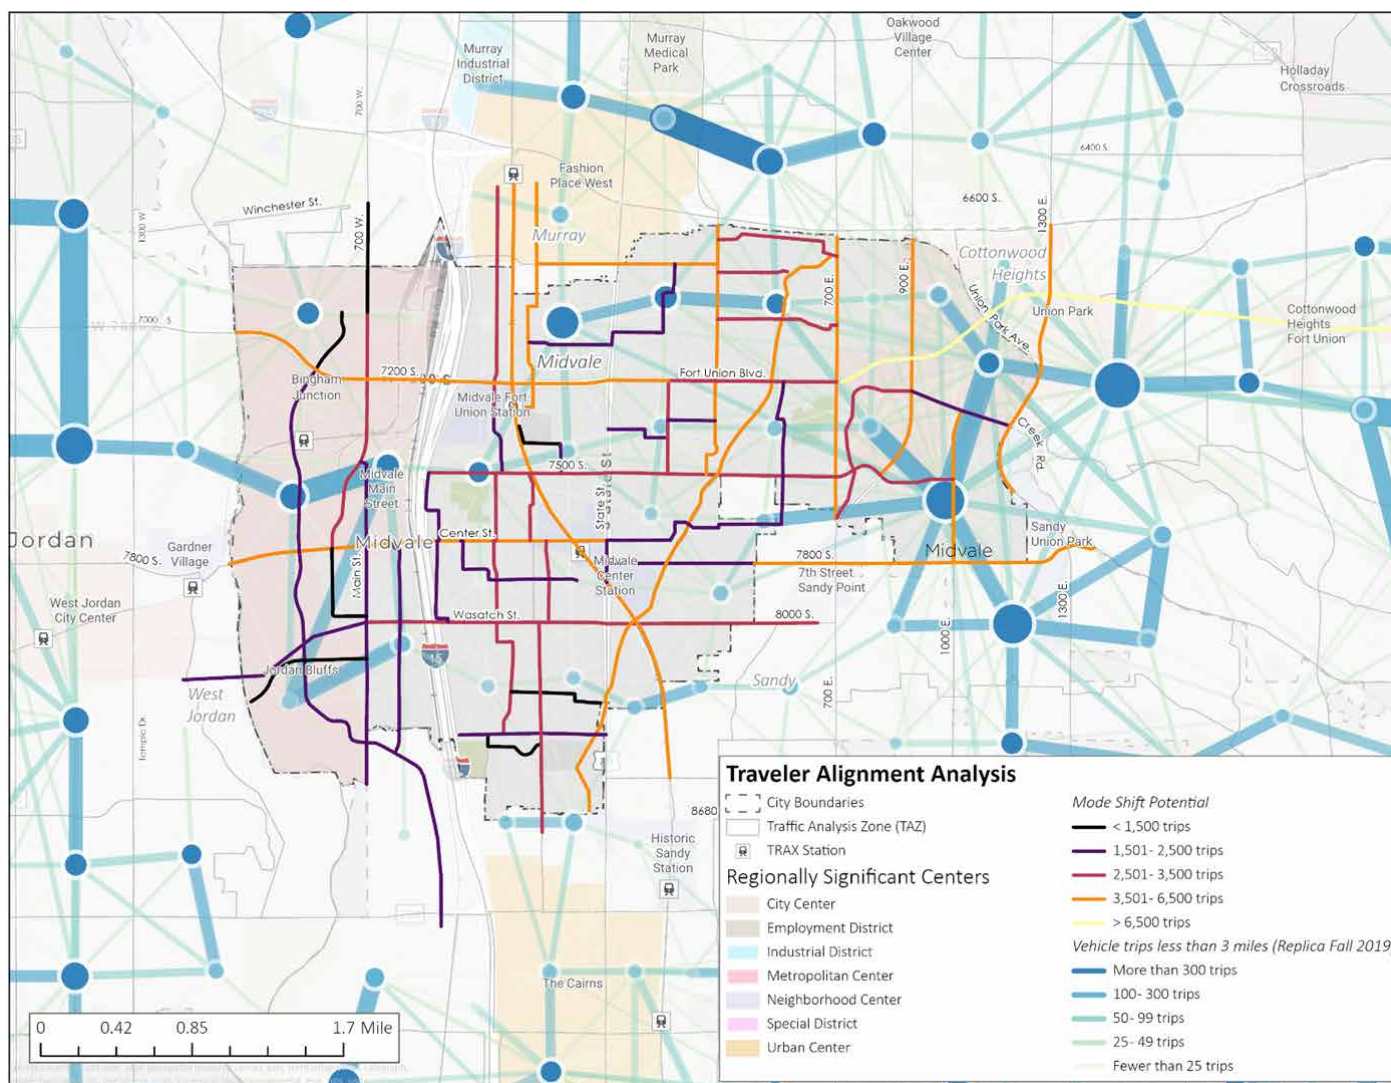 Oakwood
Village
Center
Murray
Industrial
District
Murray
Medical
Park
Holladay
Crossroads
700 W.
6400 S.
Fashion
Place West
6600 S.
1300 E.
Winchester St.
1300 W
700 W.
Murray
Cottonwood
Heights
700 E.
900 E.
Union Park Ave.
Union Park
Cottonwood
Heights
Fort Union
7000 S.
Midvale
7200 S.
Fort Union Blvd.
Bingham
Junction
Midvale Fort
Union Station
Creek Rd.
7500 S.
Midvale
Main
Street
State St.
Center St.
Jordan
Midvale
Midvale
Sandy
Union Park
Gardner
Village
7800 S.
Main St.
Midvale
Center
Station
7800 S.
7th Street
Sandy Point
West Jordan
City Center
Wasatch St.
8000 S.
1300 E.
1000 E.
Jordan Bluffs
15
West
Jordan
Sandy
700 E.
Temple Dr.
8680
Historic
Sandy
Station
The Cairns
0 0.42 0.85 1.7 Mile
Traveler Alignment Analysis
City Boundaries
Traffic Analysis Zone (TAZ)
TRAX Station
Regionally Significant Centers
City Center
Employment District
Industrial District
Metropolitan Center
Neighborhood Center
Special District
Urban Center
Mode Shift Potential
< 1,500 trips
1,501- 2,500 trips
2,501- 3,500 trips
3,501- 6,500 trips
> 6,500 trips
Vehicle trips less than 3 miles (Replica Fall 2019)
More than 300 trips
100- 300 trips
50- 99 trips
25- 49 trips
Fewer than 25 trips